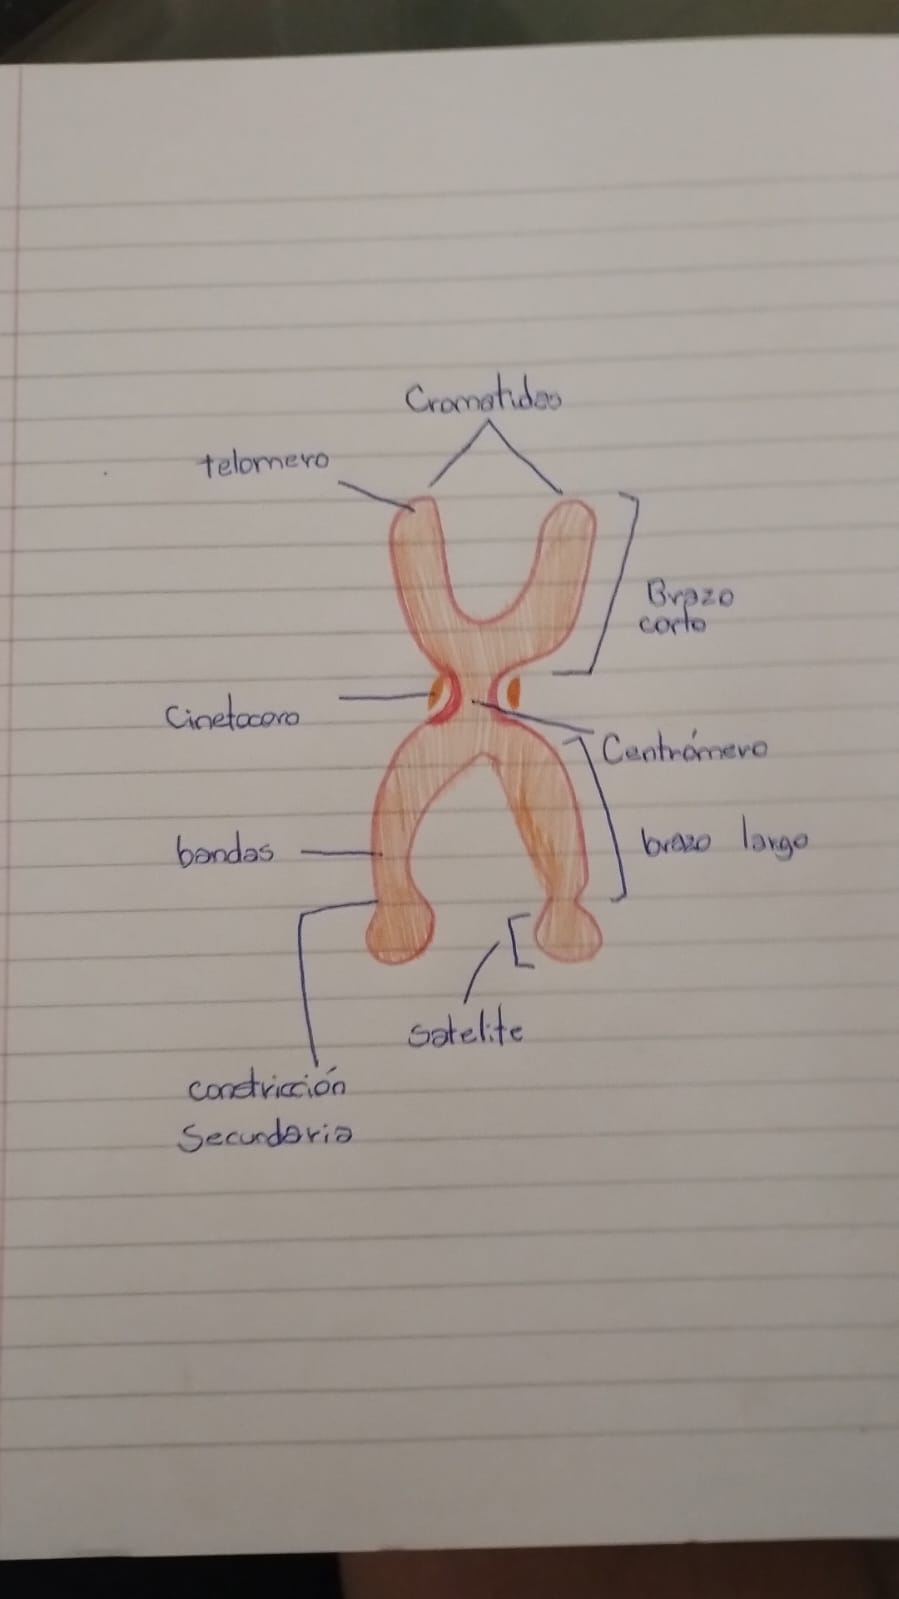 Cromatidas
telomero
Brazo
corto
Cinetocoro
Centrómero
bandas
brazo largo
Satelite
constricción
Secundaria